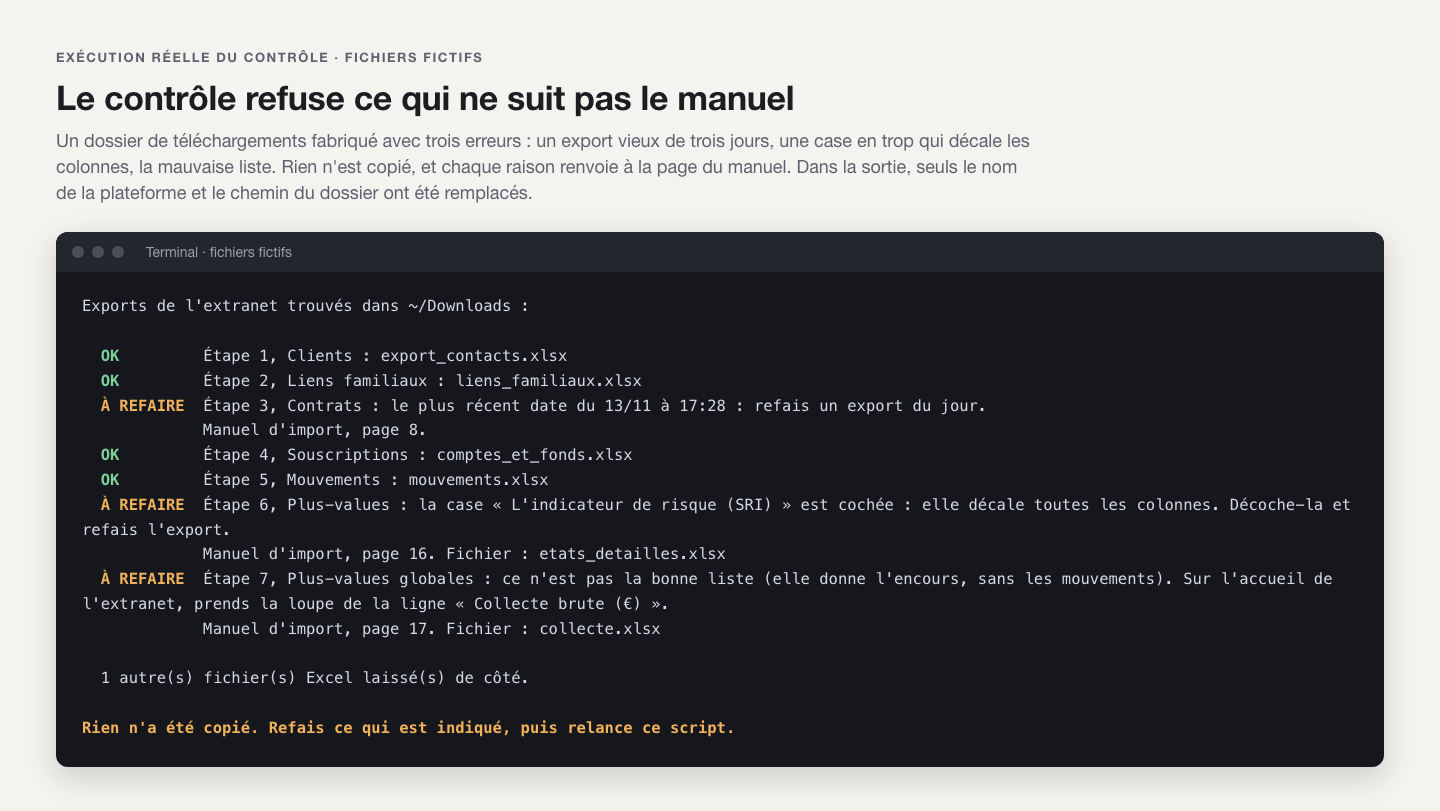 EXÉCUTION RÉELLE DU CONTRÔLE · FICHIERS FICTIFS
Le contrôle refuse ce qui ne suit pas le manuel
Un dossier de téléchargements fabriqué avec trois erreurs : un export vieux de trois jours, une case en trop qui décale les
colonnes, la mauvaise liste. Rien n'est copié, et chaque raison renvoie à la page du manuel. Dans la sortie, seuls le nom
de la plateforme et le chemin du dossier ont été remplacés.
Terminal · fichiers fictifs
Exports de l'extranet trouvés dans ~/Downloads :
OK Étape 1, Clients : export_contacts.xlsx
OK Étape 2, Liens familiaux : liens_familiaux.xlsx
À REFAIRE Étape 3, Contrats : le plus récent date du 13/11 à 17:28 : refais un export du jour.
Manuel d'import, page 8.
OK Étape 4, Souscriptions : comptes_et_fonds.xlsx
OK Étape 5, Mouvements : mouvements.xlsx
À REFAIRE Étape 6, Plus-values : la case « L'indicateur de risque (SRI) » est cochée : elle décale toutes les colonnes. Décoche-la et
refais l'export.
Manuel d'import, page 16. Fichier : etats_detailles.xlsx
À REFAIRE Étape 7, Plus-values globales : ce n'est pas la bonne liste (elle donne l'encours, sans les mouvements). Sur l'accueil de
l'extranet, prends la loupe de la ligne « Collecte brute (€) ».
Manuel d'import, page 17. Fichier : collecte.xlsx
1 autre(s) fichier(s) Excel laissé(s) de côté.
Rien n'a été copié. Refais ce qui est indiqué, puis relance ce script.